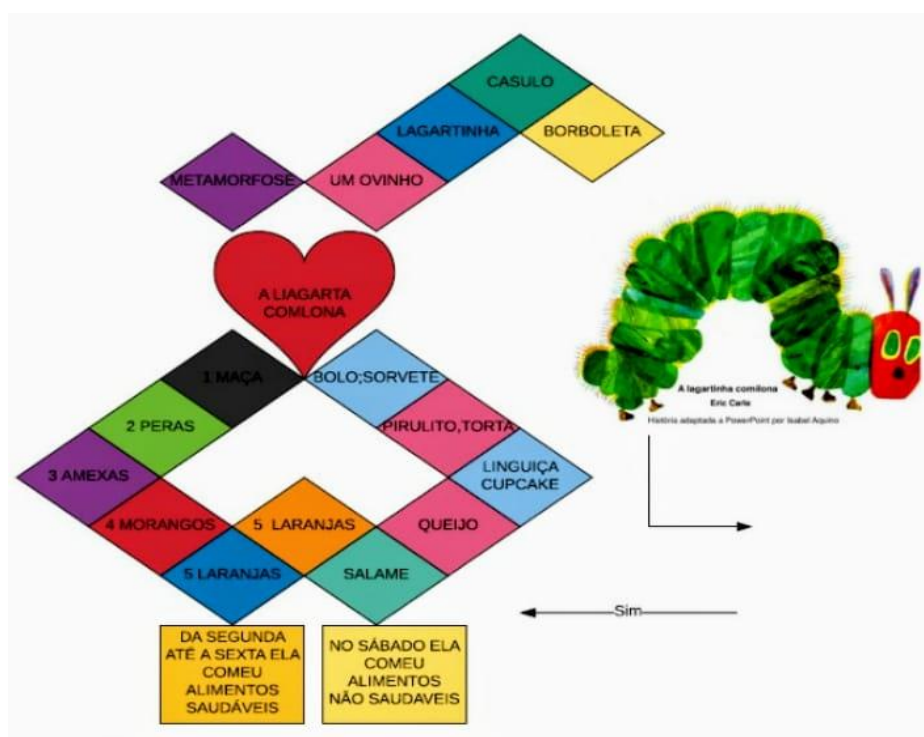 CASULO
LAGARTINHA
BORBOLETA
METAMORFOSE
UM OVINHO
A LIAGARTA
COMLONA
1 MAÇA
BOLO;SORVETE
2 PERAS
PIRULITO,TORTA
3 AMEXAS
LINGUIÇA
CUPCAKE
4 MORANGOS
5 LARANJAS
QUEIJO
5 LARANJAS
SALAME
DA SEGUNDA
ATÉ A SEXTA ELA
COMEU
ALIMENTOS
SAUDÁVEIS
NO SÁBADO ELA
COMEU
ALIMENTOS
NÃO SAUDAVEIS
A lagartinha comilona
Eric Carle
História adaptada a PowerPoint por Isabel Aquino
Sim